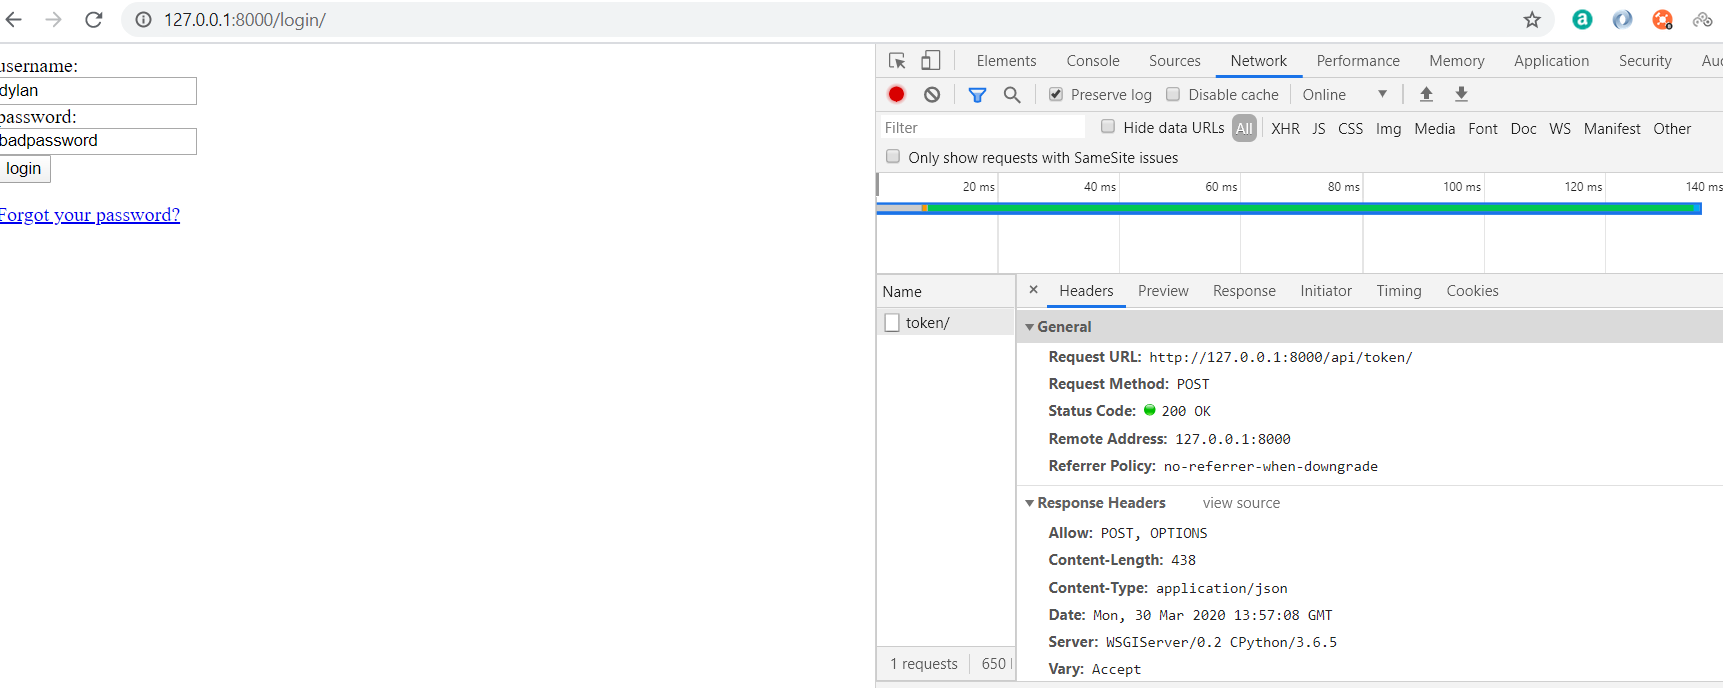 127.0.0.1:8000/login/
username:
dylan
password:
badpassword
login
Forgot your password?
Elements Console Sources Network Performance Memory Application Security
Preserve log Disable cache Online
Filter Hide data URLs All XHR JS CSS Img Media Font Doc WS Manifest Other
Only show requests with SameSite issues
20 ms 40 ms 60 ms 80 ms 100 ms 120 ms 140 ms
Name
token/
1 requests 650
× Headers Preview Response Initiator Timing Cookies
General
Request URL: http://127.0.0.1:8000/api/token/
Request Method: POST
Status Code: 200 OK
Remote Address: 127.0.0.1:8000
Referrer Policy: no-referrer-when-downgrade
Response Headers view source
Allow: POST, OPTIONS
Content-Length: 438
Content-Type: application/json
Date: Mon, 30 Mar 2020 13:57:08 GMT
Server: WSGIServer/0.2 CPython/3.6.5
Vary: Accept